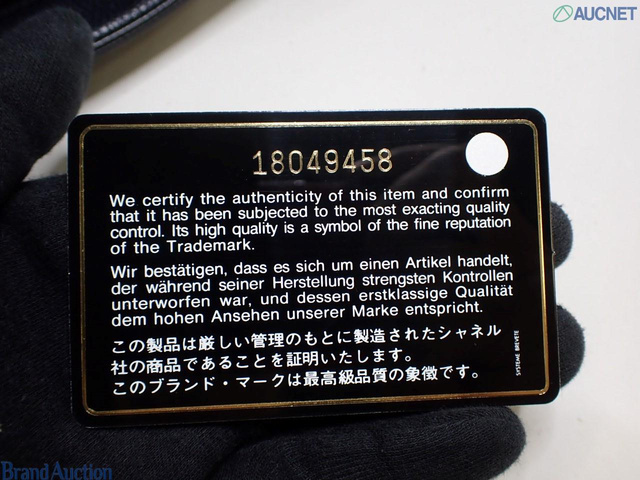 AUCNET
18049458
We certify the authenticity of this item and confirm
that it has been subjected to the most exacting quality
control. Its high quality is a symbol of the fine reputation
of the Trademark.
Wir bestätigen, dass es sich um einen Artikel handelt,
der während seiner Herstellung strengsten Kontrollen
unterworfen war, und dessen erstklassige Qualität
dem hohen Ansehen unserer Marke entspricht.
この製品は厳しい管理のもとに製造されたシャネル
社の商品であることを証明いたします。
このブランド・マークは最高級品質の象徴です。
SYSTEME BREVETE
Brand Auction